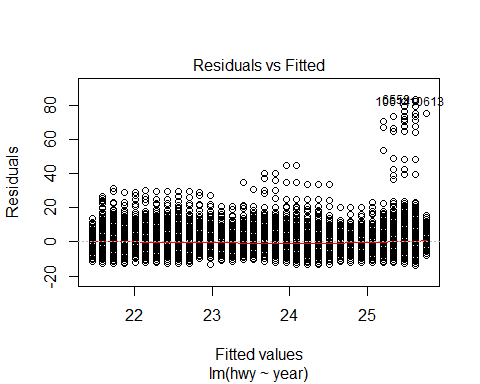 Residuals vs Fitted
Residuals
80
60
40
20
0
-20
22
23
24
25
Fitted values
lm(hwy ~ year)